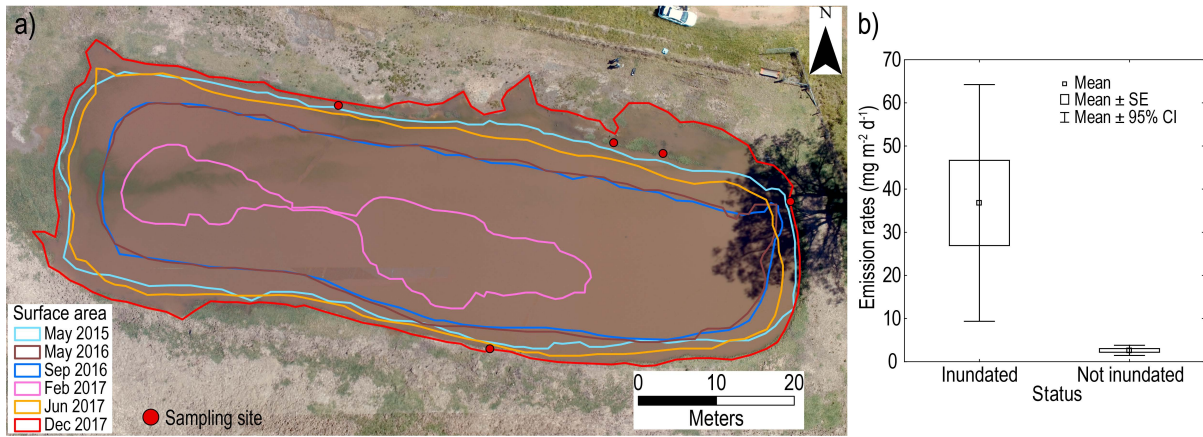 a)
N
Surface area
May 2015
May 2016
Sep 2016
Feb 2017
Jun 2017
Dec 2017
Sampling site
0 10 20
Meters
b)
Emission rates (mg m⁻² d⁻¹)
70
60
50
40
30
20
10
0
Mean
Mean ± SE
Mean ± 95% CI
Inundated Not inundated
Status